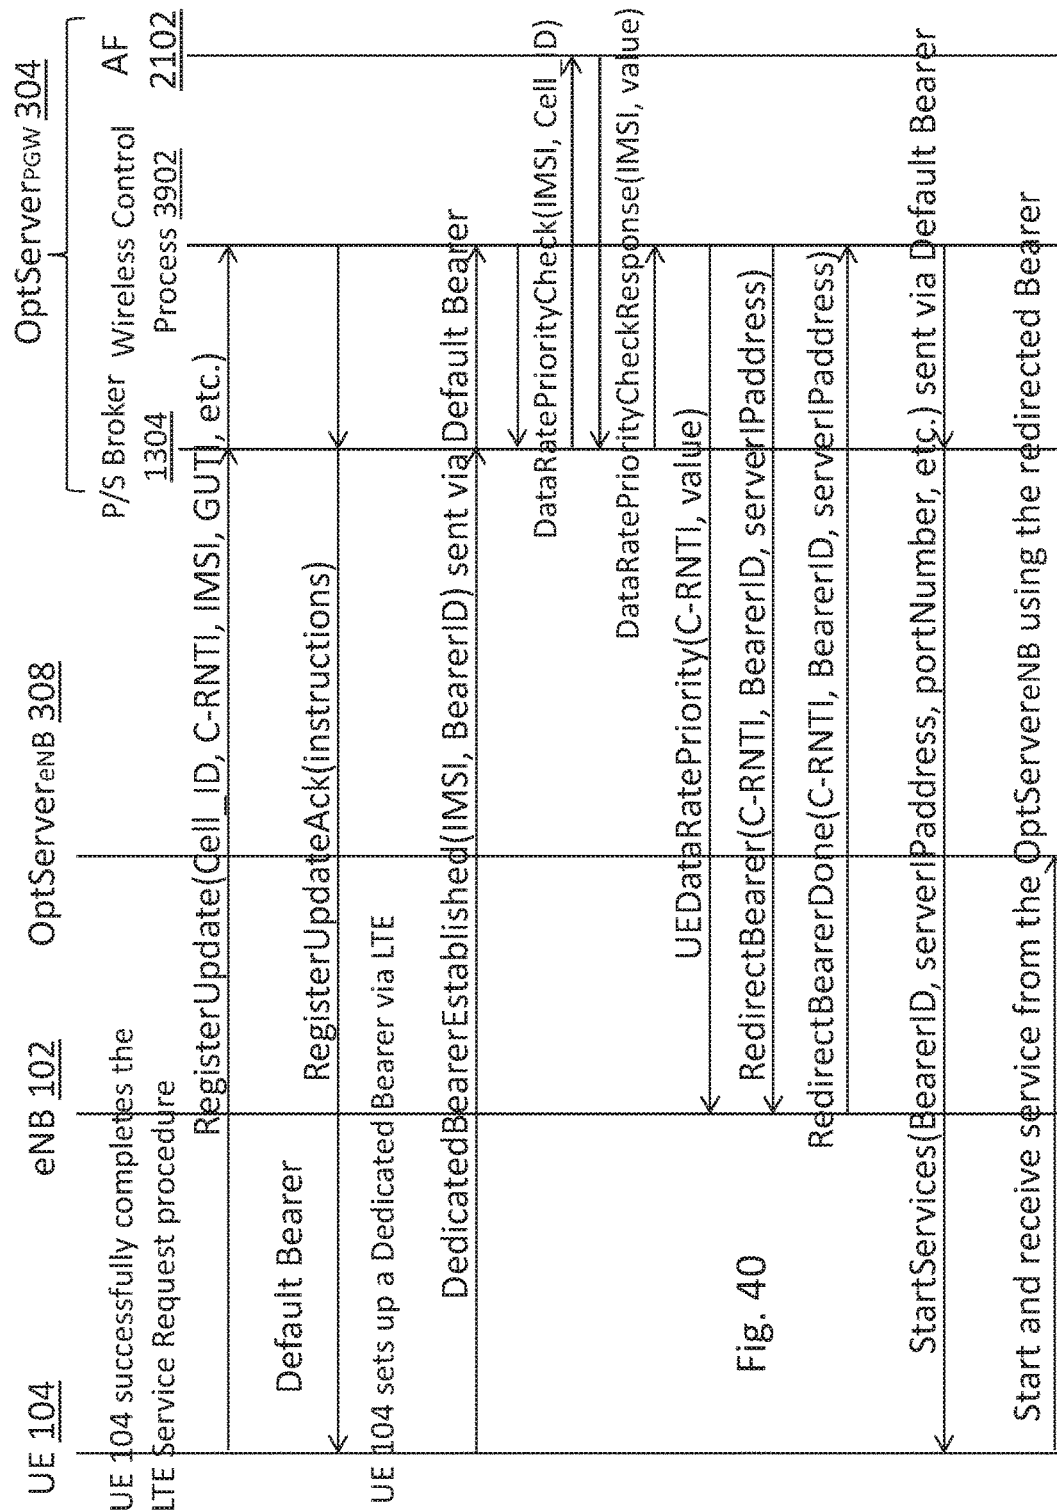 OptServerPGW 304
UE 104
eNB 102
OptServereNB 308
P/S Broker
1304
Wireless Control
Process 3902
AF
2102
UE 104 successfully completes the
LTE Service Request procedure
RegisterUpdate(Cell_ID, C-RNTI, IMSI, GUTI, etc.)
Default Bearer
RegisterUpdateAck(instructions)
UE 104 sets up a Dedicated Bearer via LTE
DedicatedBearerEstablished(IMSI, BearerID) sent via Default Bearer
DataRatePriorityCheck(IMSI, Cell_ID)
DataRatePriorityCheckResponse(IMSI, value)
UEDataRatePriority(C-RNTI, value)
RedirectBearer(C-RNTI, BearerID, serverIPaddress)
RedirectBearerDone(C-RNTI, BearerID, serverIPaddress)
StartServices(BearerID, serverIPaddress, portNumber, etc.) sent via Default Bearer
Start and receive service from the OptServereNB using the redirected Bearer
Fig. 40